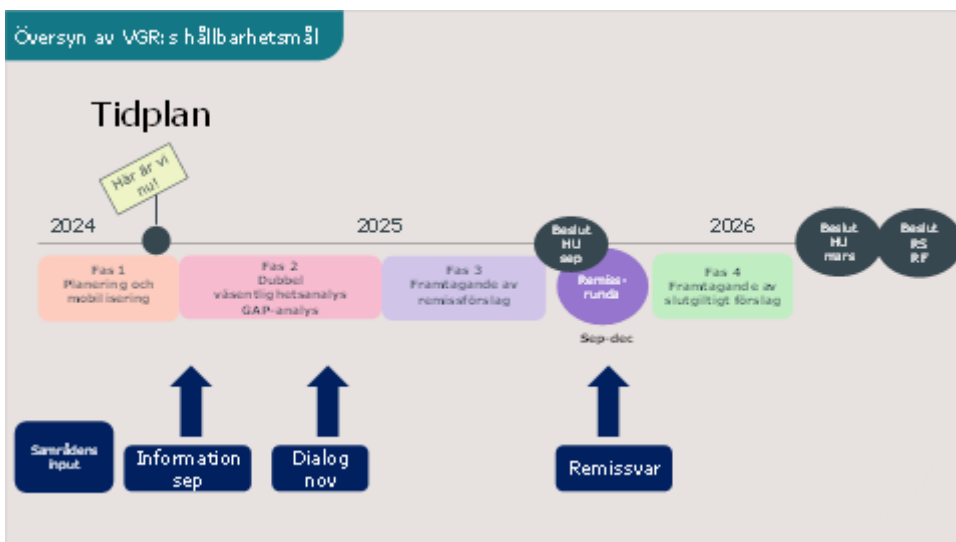 Översyn av VGR:s hållbarhetsmål
Tidplan
Här är vi
nu!
2024
2025
2026
Beslut
HU
sep
Beslut
HU
mars
Beslut
RS
RF
Fas 1
Planering och
mobilisering
Fas 2
Dubbel
väsentlighetsanalys
GAP-analys
Fas 3
Framtagande av
remissförslag
Remiss-
runda
Fas 4
Framtagande av
slutgiltigt förslag
Sep-dec
Samrådens
input
Information
sep
Dialog
nov
Remissvar